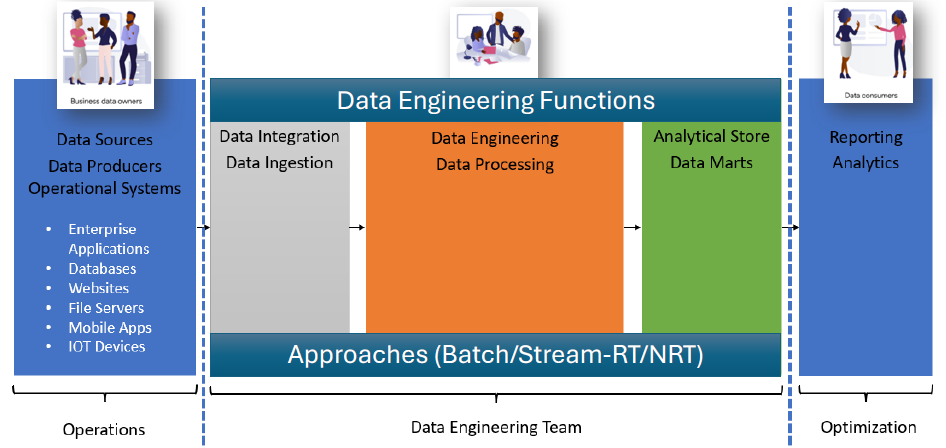 Business data owners
Data Sources
Data Producers
Operational Systems
• Enterprise
Applications
• Databases
• Websites
• File Servers
• Mobile Apps
• IOT Devices
Operations
Data Engineering Functions
Data Integration
Data Ingestion
Data Engineering
Data Processing
Analytical Store
Data Marts
Approaches (Batch/Stream-RT/NRT)
Data Engineering Team
Data consumers
Reporting
Analytics
Optimization